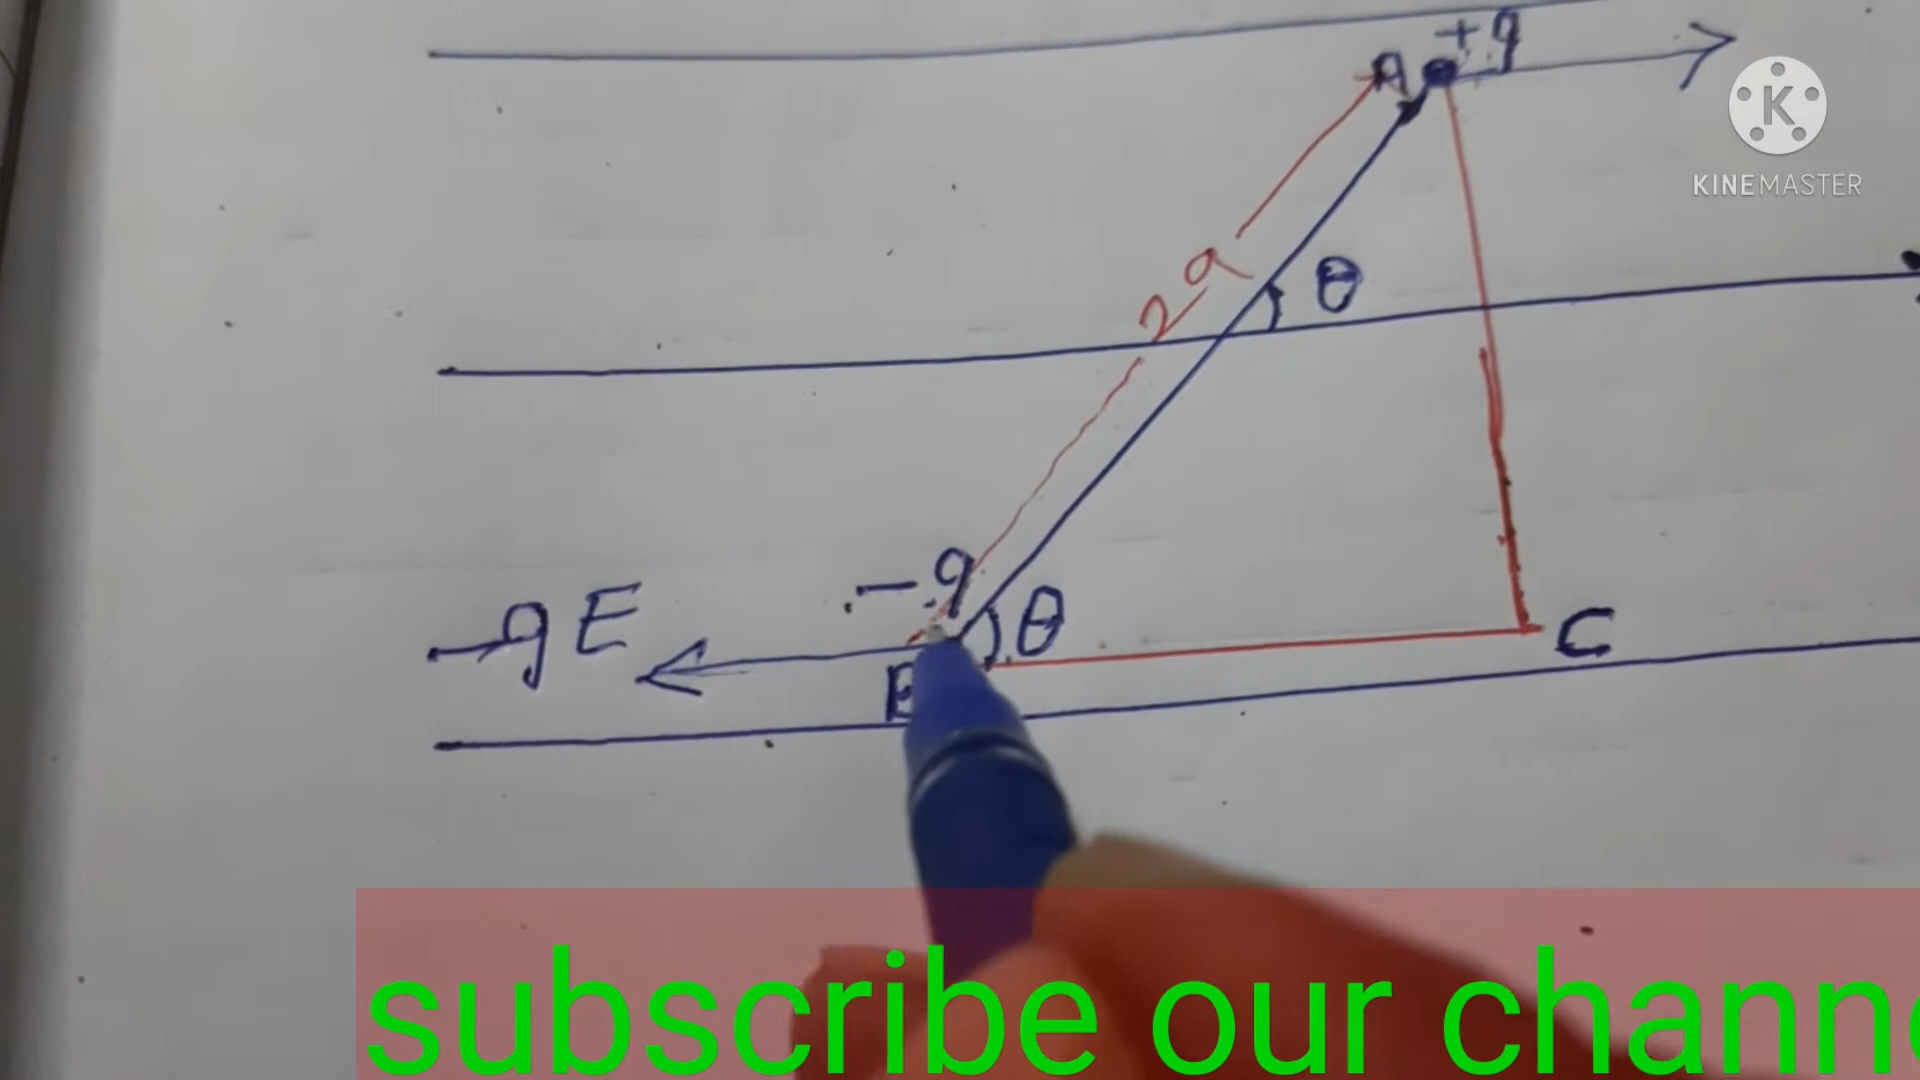 +q
A
KINEMASTER
2a
θ
-q
θ
-qE
B
C
subscribe our channe